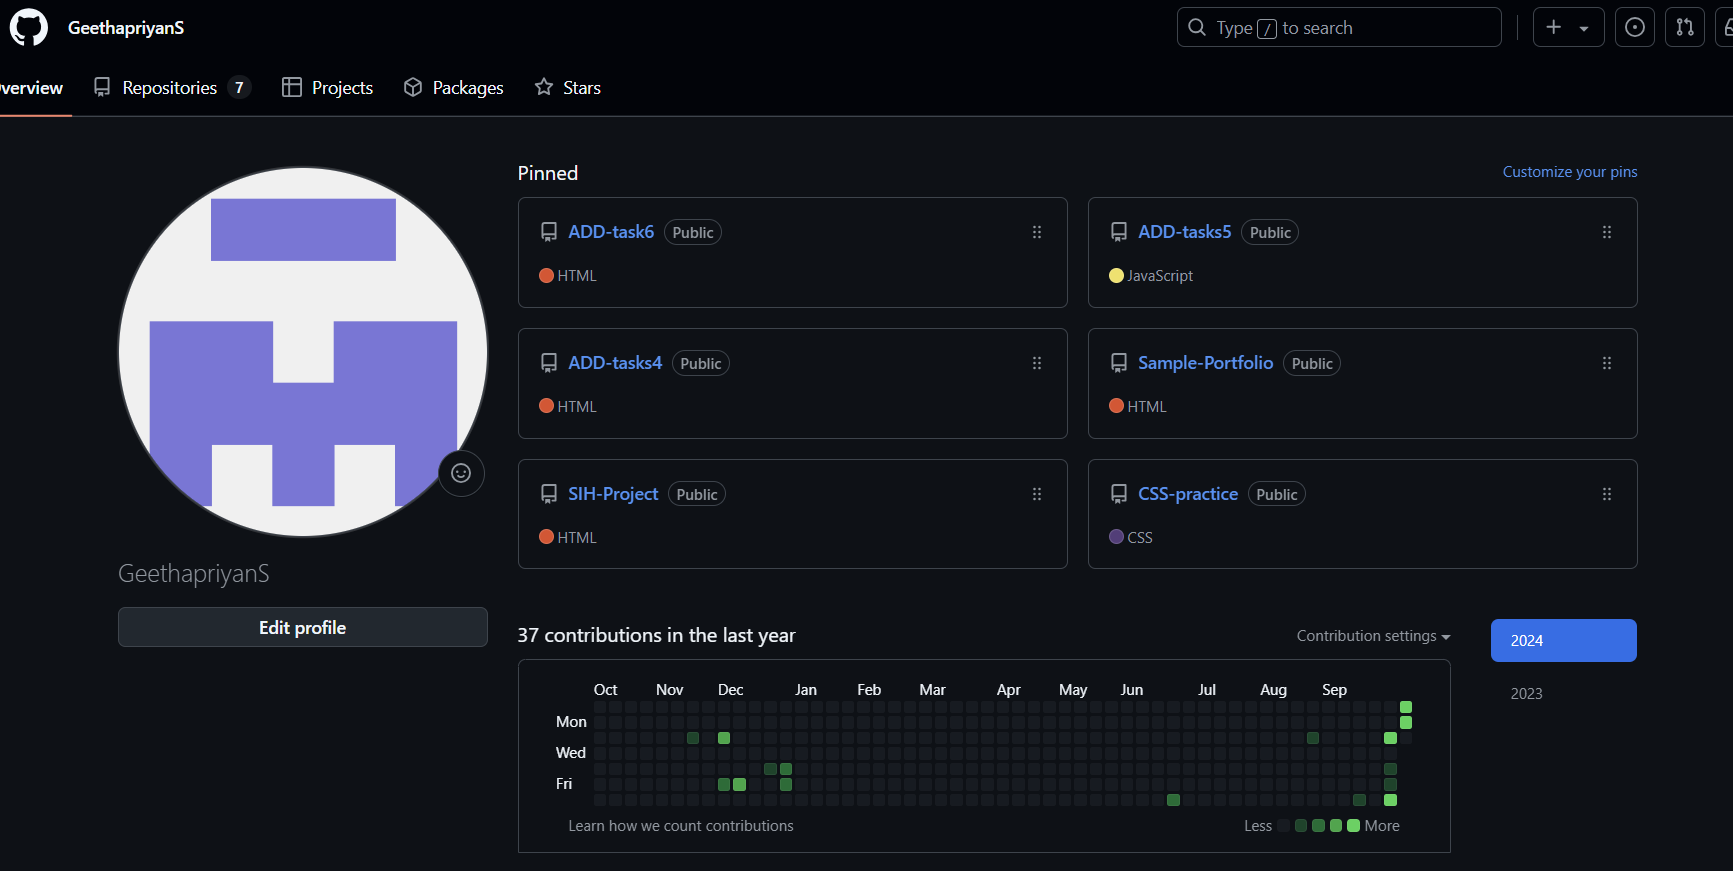 GeethapriyanS
Type / to search
verview
Repositories 7
Projects
Packages
Stars
Pinned
Customize your pins
ADD-task6 Public
HTML
ADD-tasks5 Public
JavaScript
ADD-tasks4 Public
HTML
Sample-Portfolio Public
HTML
SIH-Project Public
HTML
CSS-practice Public
CSS
GeethapriyanS
Edit profile
37 contributions in the last year
Contribution settings
2024
2023
Oct Nov Dec Jan Feb Mar Apr May Jun Jul Aug Sep
Mon
Wed
Fri
Learn how we count contributions
Less More